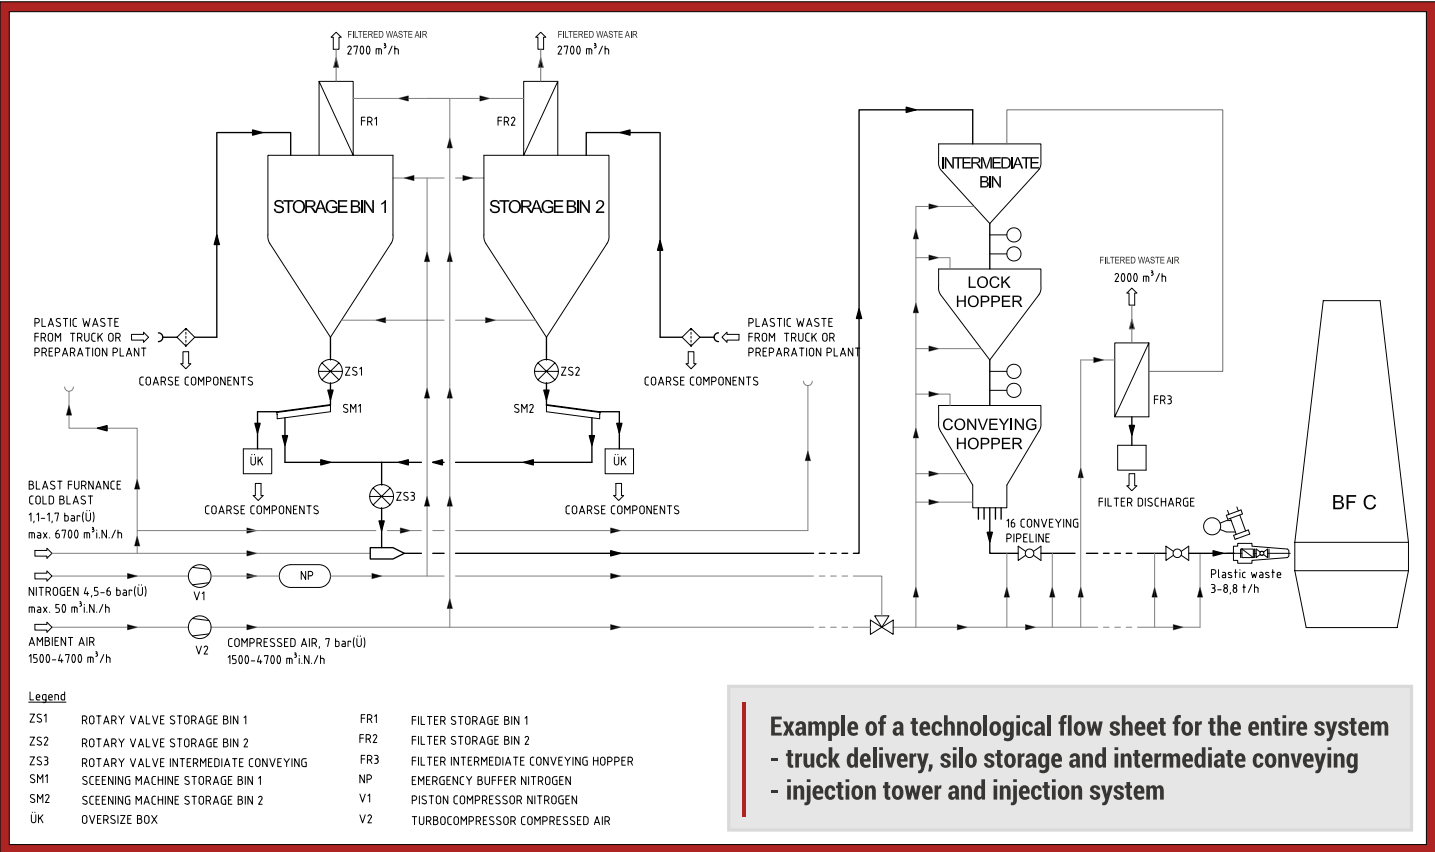 FILTERED WASTE AIR
2700 m³/h
FILTERED WASTE AIR
2700 m³/h
FR1
FR2
INTERMEDIATE
BIN
STORAGE BIN 1
STORAGE BIN 2
LOCK
HOPPER
FILTERED WASTE AIR
2000 m³/h
PLASTIC WASTE
FROM TRUCK OR
PREPARATION PLANT
PLASTIC WASTE
FROM TRUCK OR
PREPARATION PLANT
COARSE COMPONENTS
ZS1
ZS2
COARSE COMPONENTS
SM1
SM2
FR3
CONVEYING
HOPPER
ÜK
ÜK
BLAST FURNANCE
COLD BLAST
1,1-1,7 bar(Ü)
max. 6700 m³i.N./h
COARSE COMPONENTS
ZS3
COARSE COMPONENTS
FILTER DISCHARGE
BF C
16 CONVEYING
PIPELINE
NP
V1
Plastic waste
3-8,8 t/h
NITROGEN 4,5-6 bar(Ü)
max. 50 m³i.N./h
AMBIENT AIR
1500-4700 m³/h
V2
COMPRESSED AIR, 7 bar(Ü)
1500-4700 m³i.N./h
Legend
ZS1 ROTARY VALVE STORAGE BIN 1
ZS2 ROTARY VALVE STORAGE BIN 2
ZS3 ROTARY VALVE INTERMEDIATE CONVEYING
SM1 SCEENING MACHINE STORAGE BIN 1
SM2 SCEENING MACHINE STORAGE BIN 2
ÜK OVERSIZE BOX
FR1 FILTER STORAGE BIN 1
FR2 FILTER STORAGE BIN 2
FR3 FILTER INTERMEDIATE CONVEYING HOPPER
NP EMERGENCY BUFFER NITROGEN
V1 PISTON COMPRESSOR NITROGEN
V2 TURBOCOMPRESSOR COMPRESSED AIR
Example of a technological flow sheet for the entire system
- truck delivery, silo storage and intermediate conveying
- injection tower and injection system